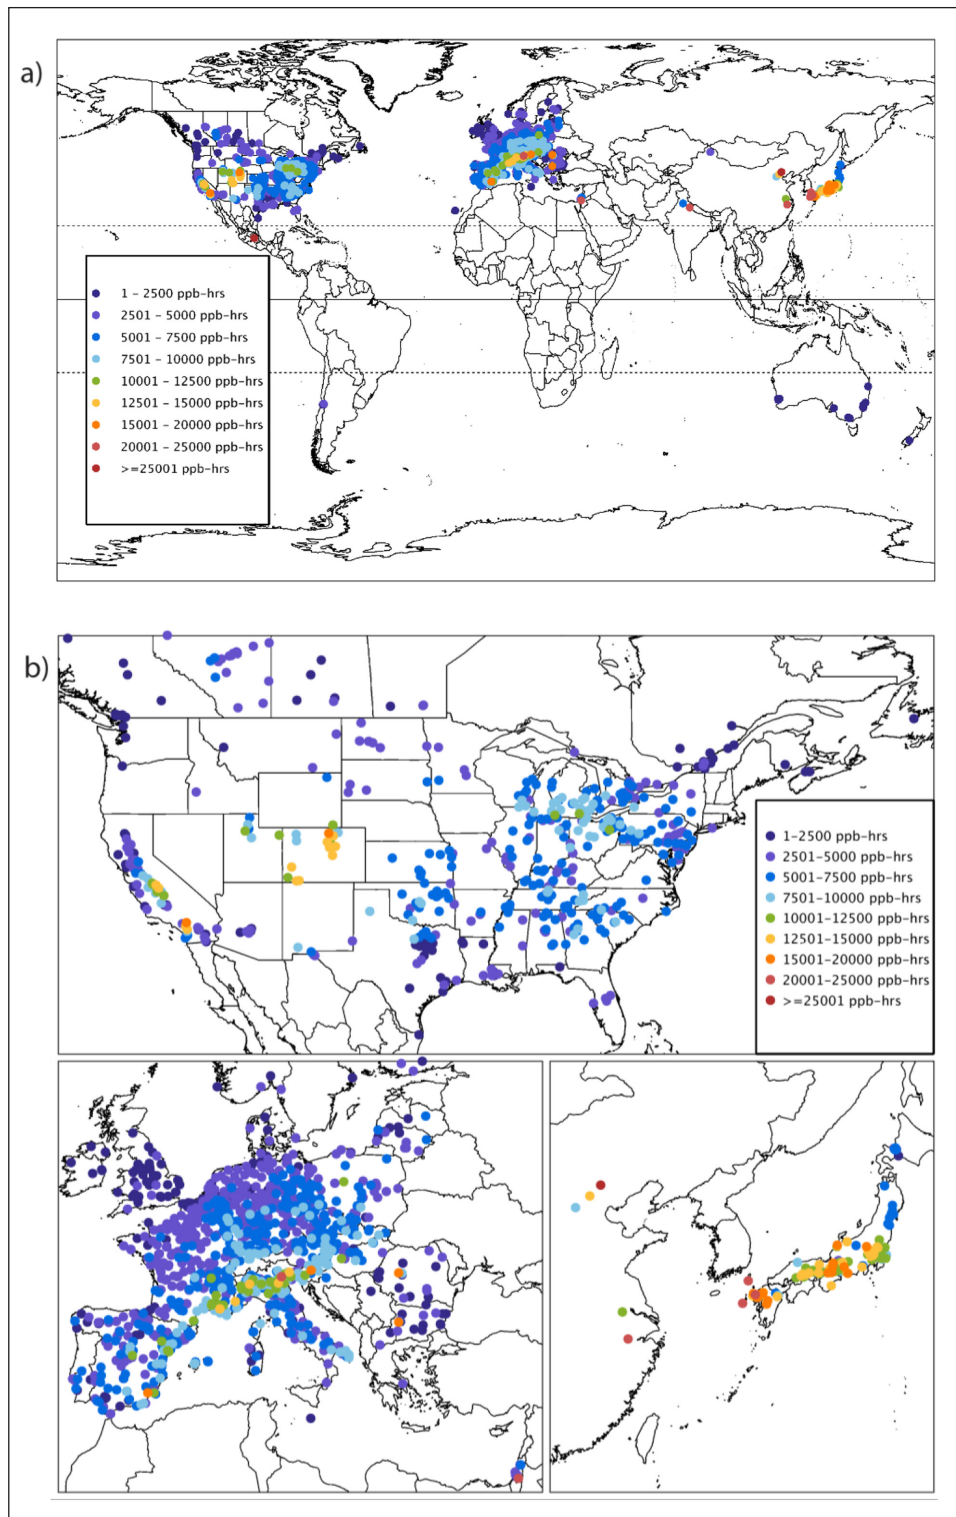 a)
1 – 2500 ppb–hrs
2501 – 5000 ppb–hrs
5001 – 7500 ppb–hrs
7501 – 10000 ppb–hrs
10001 – 12500 ppb–hrs
12501 – 15000 ppb–hrs
15001 – 20000 ppb–hrs
20001 – 25000 ppb–hrs
>=25001 ppb–hrs
b)
1–2500 ppb–hrs
2501–5000 ppb–hrs
5001–7500 ppb–hrs
7501–10000 ppb–hrs
10001–12500 ppb–hrs
12501–15000 ppb–hrs
15001–20000 ppb–hrs
20001–25000 ppb–hrs
>=25001 ppb–hrs